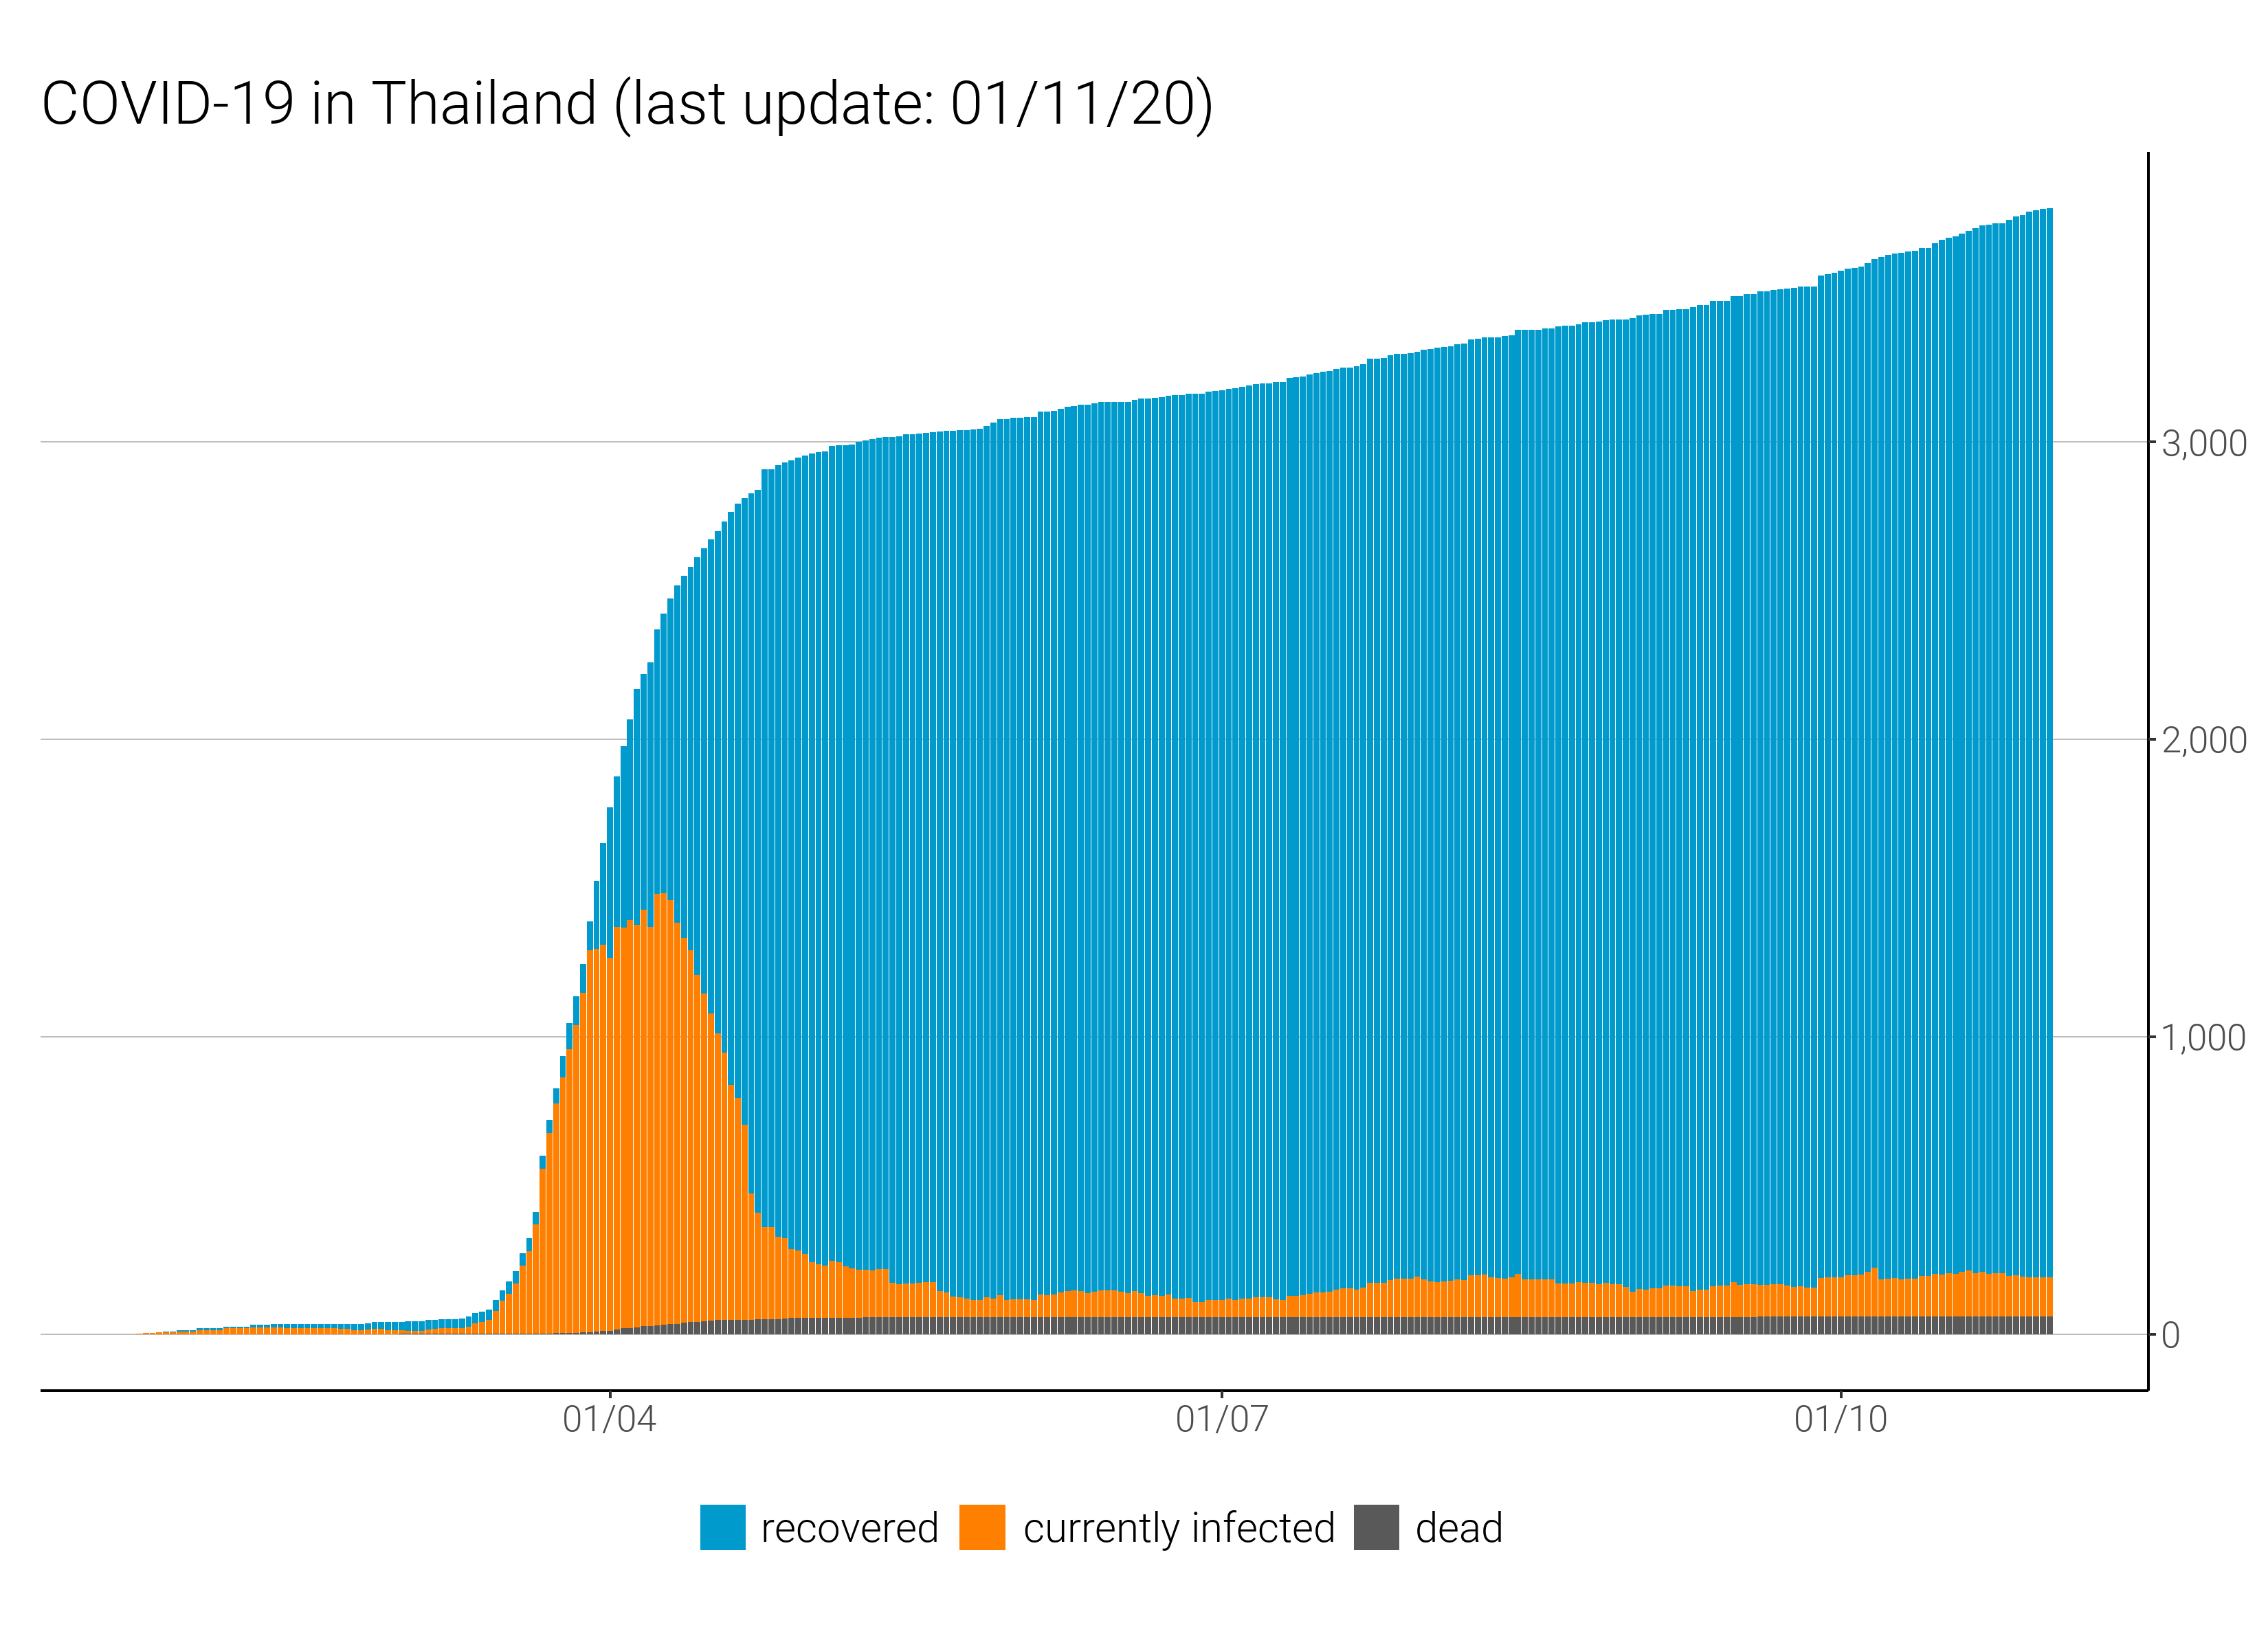 COVID-19 in Thailand (last update: 01/11/20)
3,000
2,000
1,000
0
01/04 01/07 01/10
recovered currently infected dead